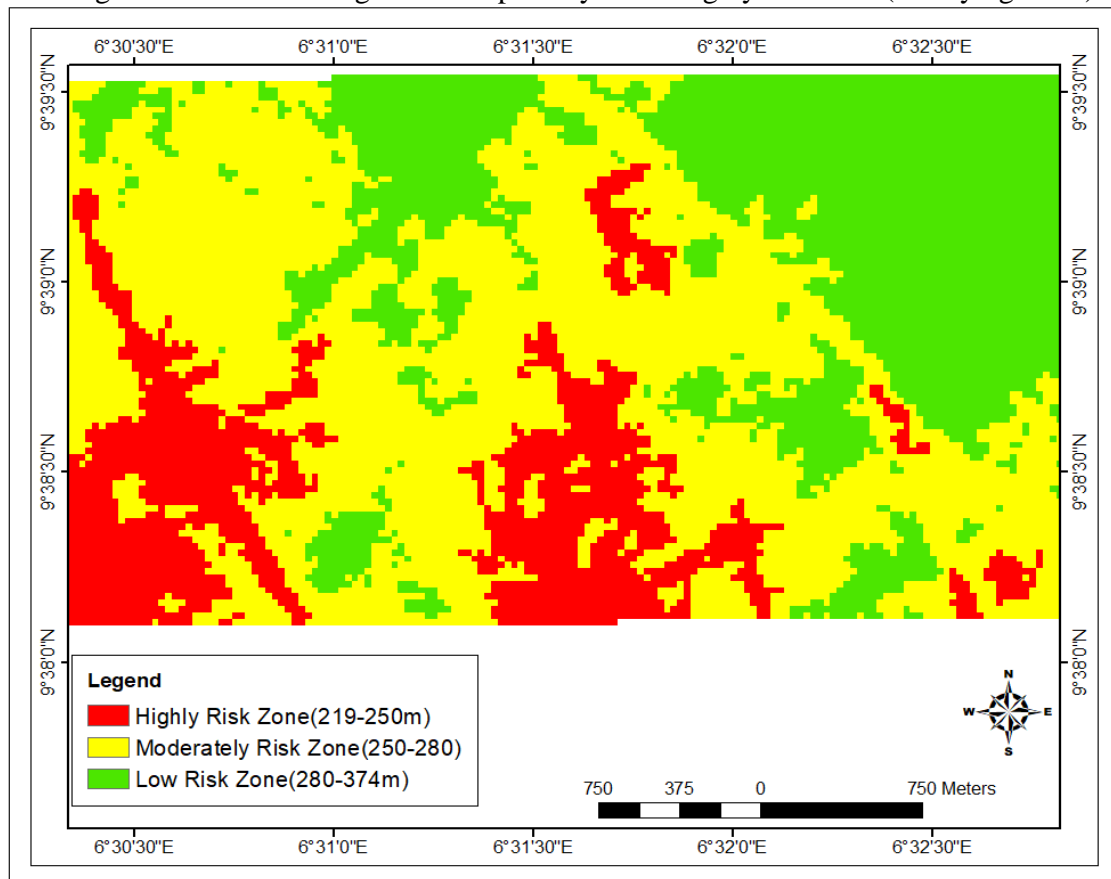 6°30'30"E 6°31'0"E 6°31'30"E 6°32'0"E 6°32'30"E
9°39'30"N 9°39'30"N
9°39'0"N 9°39'0"N
9°38'30"N 9°38'30"N
9°38'0"N 9°38'0"N
Legend
Highly Risk Zone(219-250m)
Moderately Risk Zone(250-280)
Low Risk Zone(280-374m)
N
W E
S
750 375 0 750 Meters
6°30'30"E 6°31'0"E 6°31'30"E 6°32'0"E 6°32'30"E